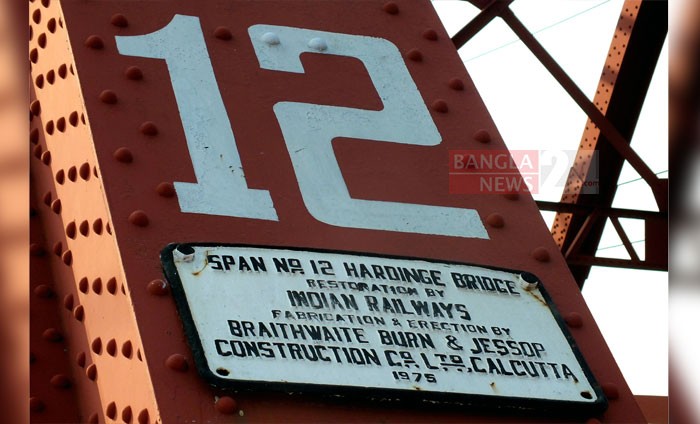 12
BANGLA
NEWS 24
SPAN Nº 12 HARDINGE BRIDGE
RESTORATION BY
INDIAN RAILWAYS
FABRICATION & ERECTION BY
BRAITHWAITE BURN & JESSOP
CONSTRUCTION Cº. LTD., CALCUTTA
1975